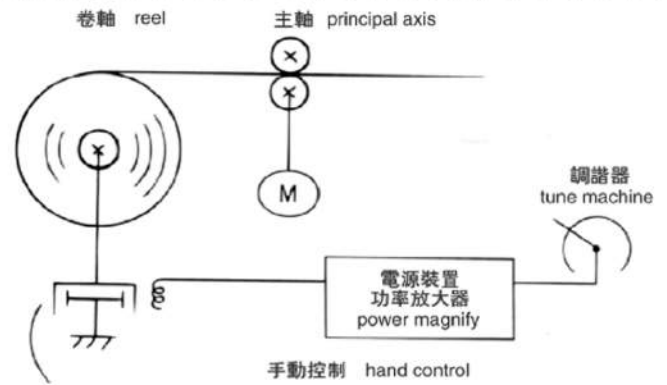 卷軸 reel
主軸 principal axis
M
調諧器
tune machine
電源裝置
功率放大器
power magnify
手動控制 hand control